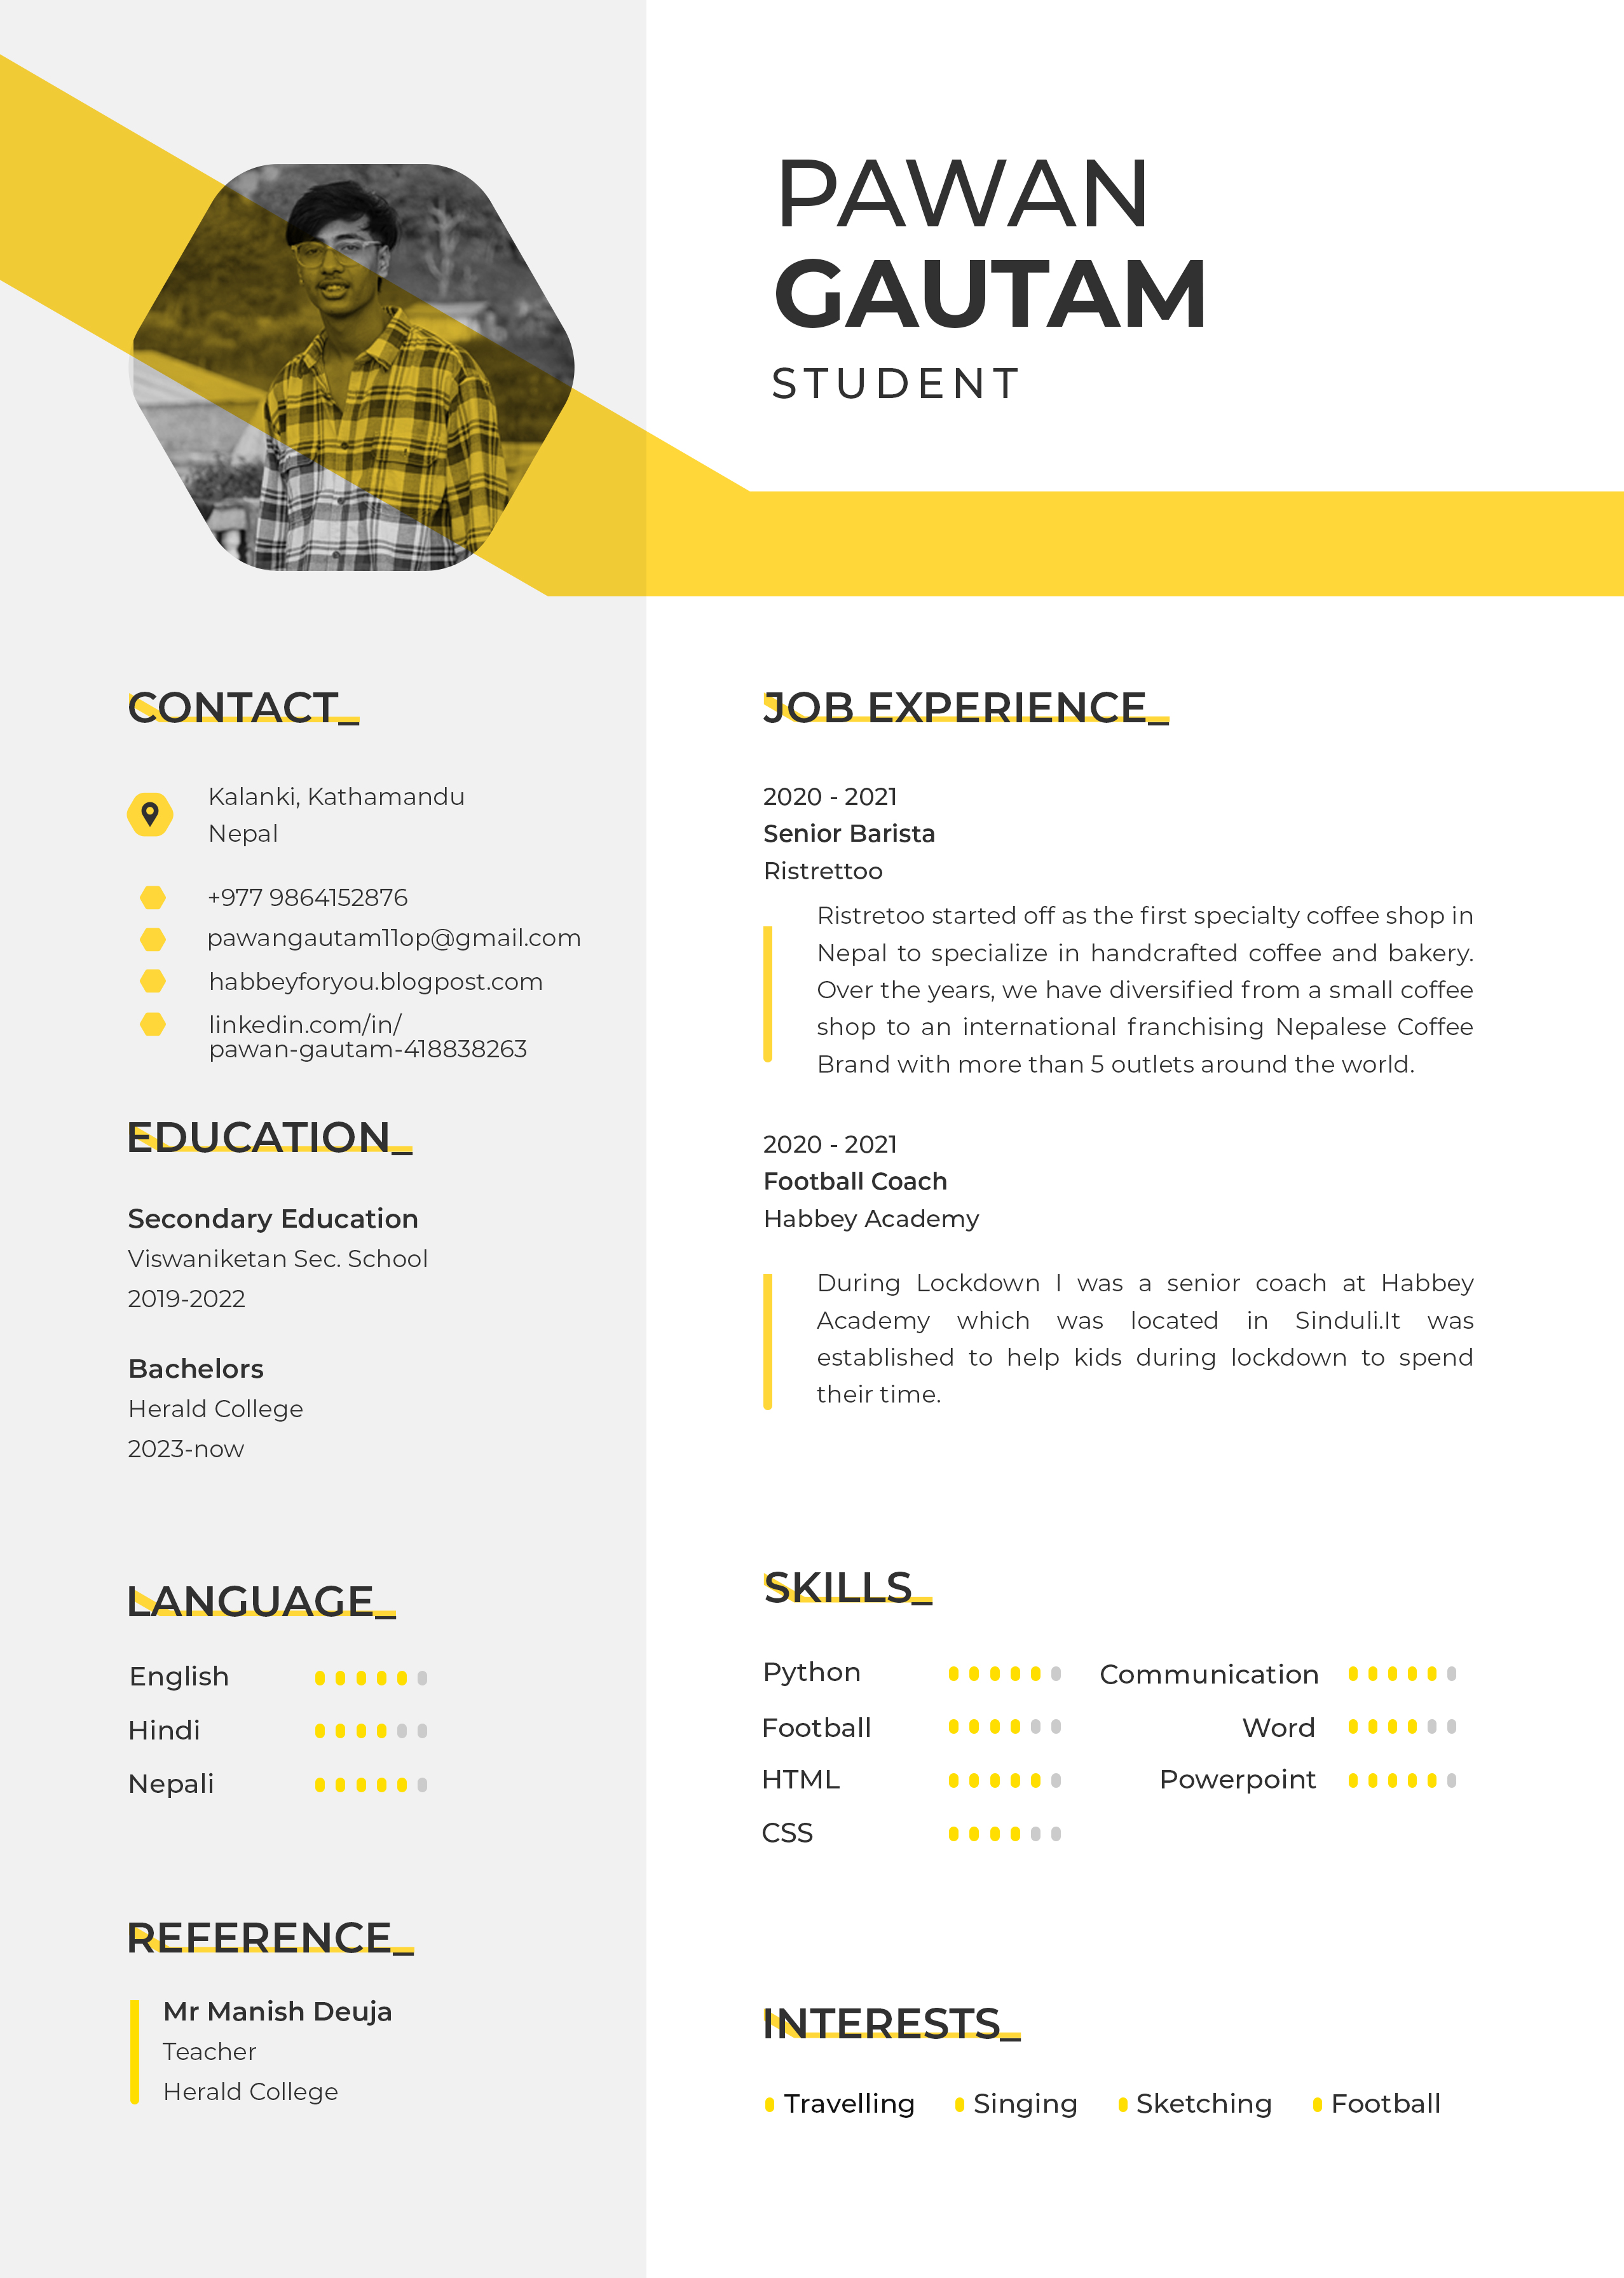 PAWAN
GAUTAM
STUDENT
CONTACT_
Kalanki, Kathamandu
Nepal
+977 9864152876
pawangautam11op@gmail.com
habbeyforyou.blogpost.com
linkedin.com/in/
pawan-gautam-418838263
EDUCATION_
Secondary Education
Viswaniketan Sec. School
2019-2022
Bachelors
Herald College
2023-now
LANGUAGE_
English
Hindi
Nepali
REFERENCE_
Mr Manish Deuja
Teacher
Herald College
JOB EXPERIENCE_
2020 - 2021
Senior Barista
Ristrettoo
Ristretoo started off as the first specialty coffee shop in
Nepal to specialize in handcrafted coffee and bakery.
Over the years, we have diversified from a small coffee
shop to an international franchising Nepalese Coffee
Brand with more than 5 outlets around the world.
2020 - 2021
Football Coach
Habbey Academy
During Lockdown I was a senior coach at Habbey
Academy which was located in Sinduli.It was
established to help kids during lockdown to spend
their time.
SKILLS_
Python
Communication
Football
Word
HTML
Powerpoint
CSS
INTERESTS_
Travelling Singing Sketching Football